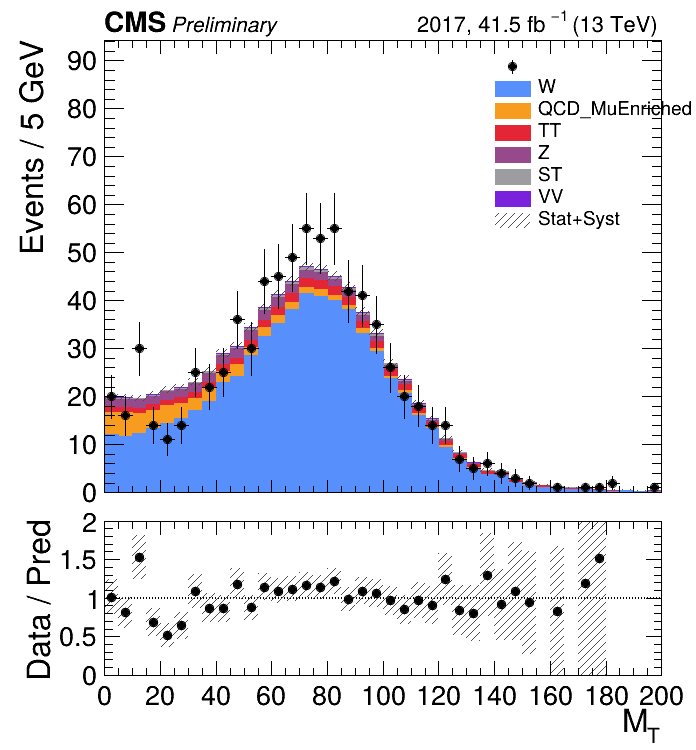 CMS Preliminary 2017, 41.5 fb⁻¹ (13 TeV)
Events / 5 GeV
90
80
70
60
50
40
30
20
10
0
W
QCD_MuEnriched
TT
Z
ST
VV
Stat+Syst
Data / Pred
2
1.5
1
0.5
0
0 20 40 60 80 100 120 140 160 180 200
M_T